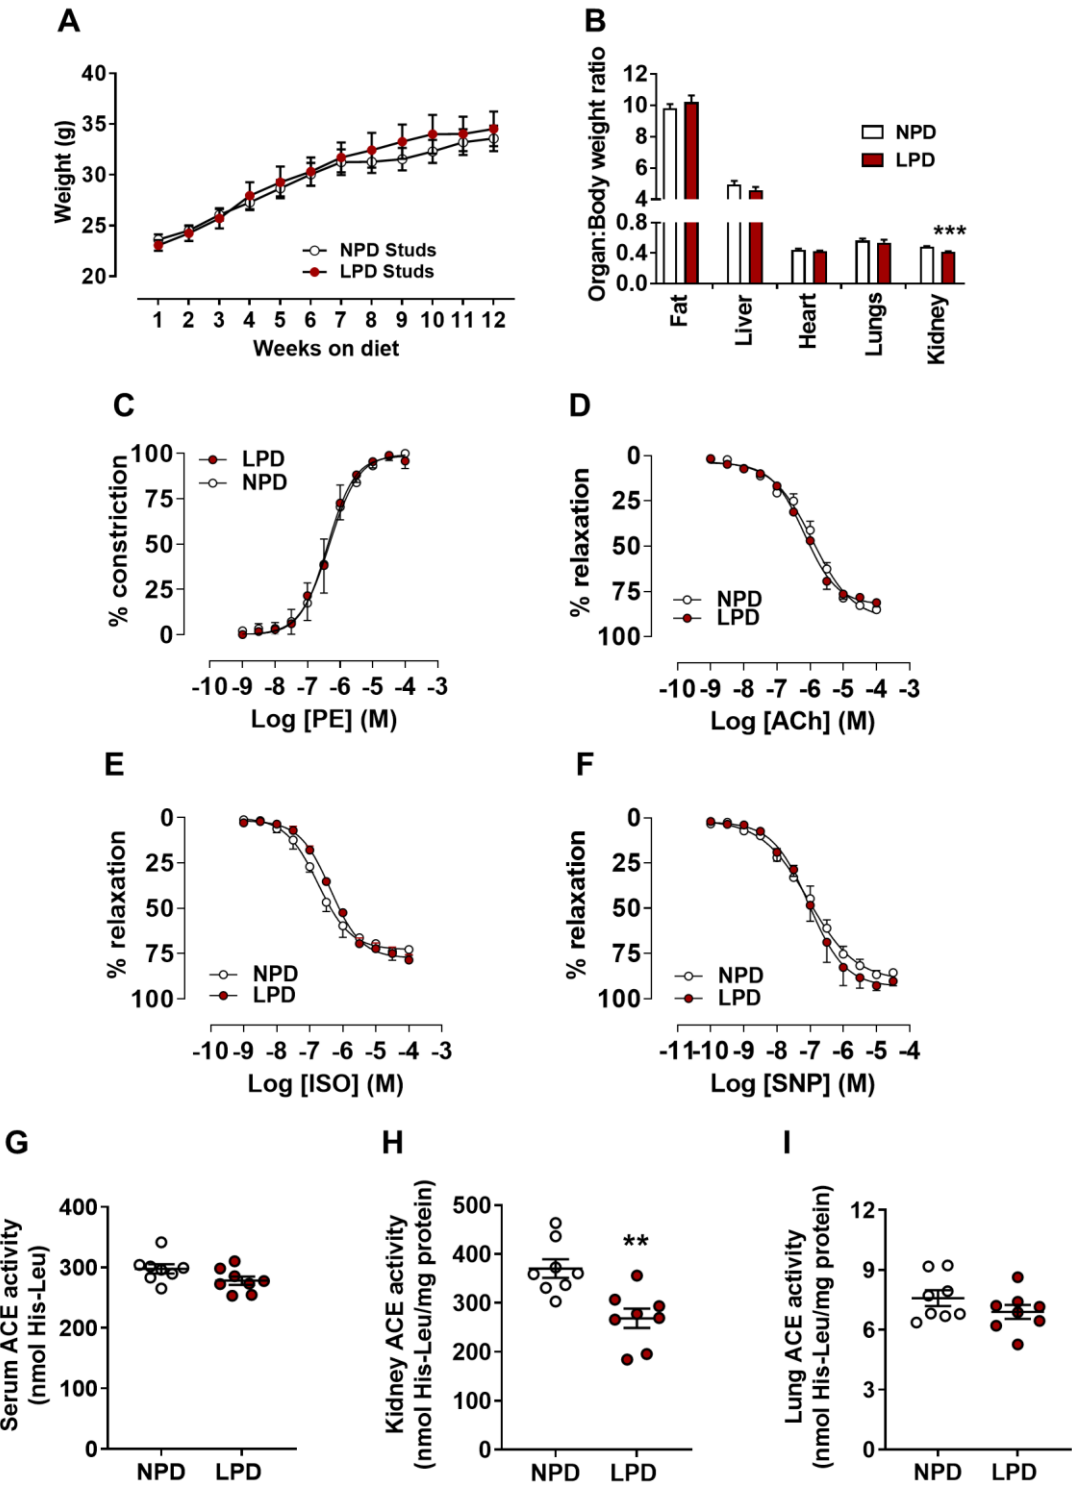 A
Weight (g)
40
35
30
25
20
NPD Studs
LPD Studs
1 2 3 4 5 6 7 8 9 10 11 12
Weeks on diet
B
Organ:Body weight ratio
12
10
8
6
4
0.8
0.4
0.0
NPD
LPD
***
Fat
Liver
Heart
Lungs
Kidney
C
% constriction
100
75
50
25
0
LPD
NPD
-10 -9 -8 -7 -6 -5 -4 -3
Log [PE] (M)
D
% relaxation
0
25
50
75
100
NPD
LPD
-10 -9 -8 -7 -6 -5 -4 -3
Log [ACh] (M)
E
% relaxation
0
25
50
75
100
NPD
LPD
-10 -9 -8 -7 -6 -5 -4 -3
Log [ISO] (M)
F
% relaxation
0
25
50
75
100
NPD
LPD
-11 -10 -9 -8 -7 -6 -5 -4
Log [SNP] (M)
G
Serum ACE activity
(nmol His-Leu)
400
300
200
100
0
NPD LPD
H
Kidney ACE activity
(nmol His-Leu/mg protein)
500
400
300
200
100
0
**
NPD LPD
I
Lung ACE activity
(nmol His-Leu/mg protein)
12
9
6
3
0
NPD LPD